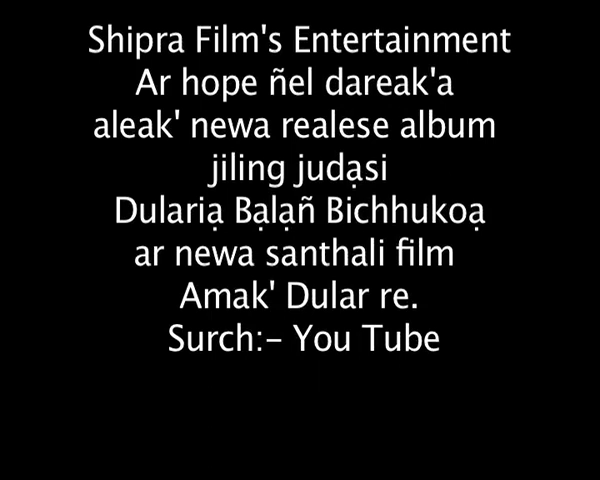 Shipra Film's Entertainment
Ar hope ñel dareak'a
aleak' newa realese album
jiling judạsi
Dulariạ Bạlạñ Bichhukoạ
ar newa santhali film
Amak' Dular re.
Surch:- You Tube